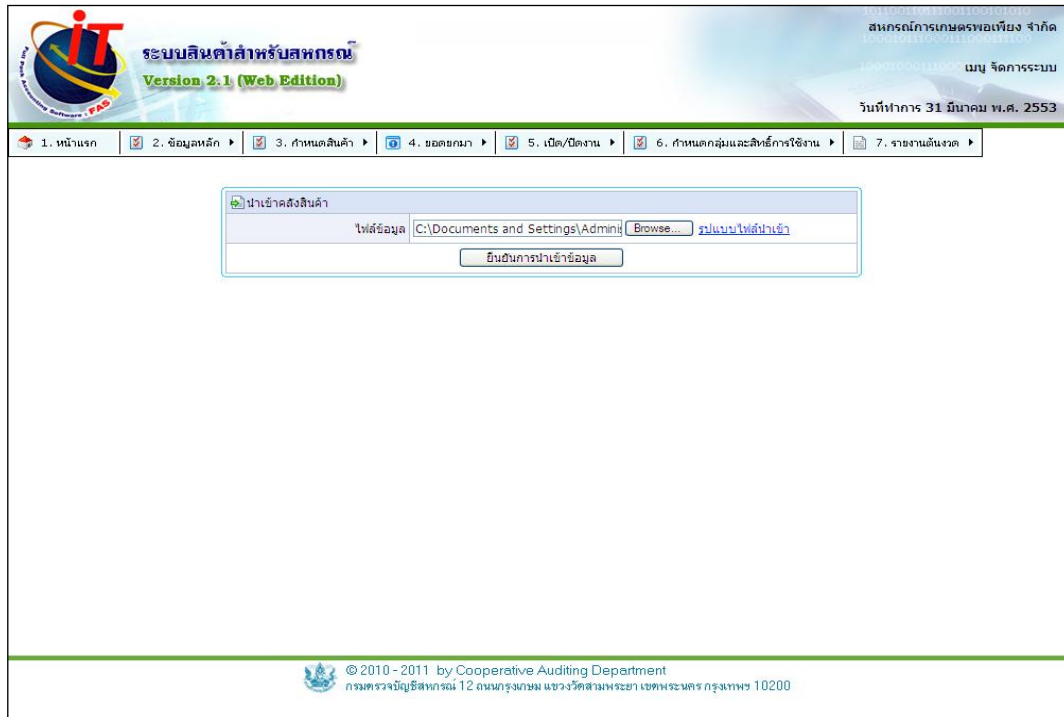 สหกรณ์การเกษตรพอเพียง จำกัด
iT
Full Pack Accounting Software : FAS
ระบบสินค้าสำหรับสหกรณ์
Version 2.1 (Web Edition)
เมนู จัดการระบบ
วันที่ทำการ 31 มีนาคม พ.ศ. 2553
1. หน้าแรก 2. ข้อมูลหลัก 3. กำหนดสินค้า 4. ยอดยกมา 5. เปิด/ปิดงาน 6. กำหนดกลุ่มและสิทธิ์การใช้งาน 7. รายงานต้นงวด
นำเข้าคลังสินค้า
ไฟล์ข้อมูล C:\Documents and Settings\Adminis Browse... รูปแบบไฟล์นำเข้า
ยืนยันการนำเข้าข้อมูล
© 2010 - 2011 by Cooperative Auditing Department
กรมตรวจบัญชีสหกรณ์ 12 ถนนกรุงเกษม แขวงวัดสามพระยา เขตพระนคร กรุงเทพฯ 10200